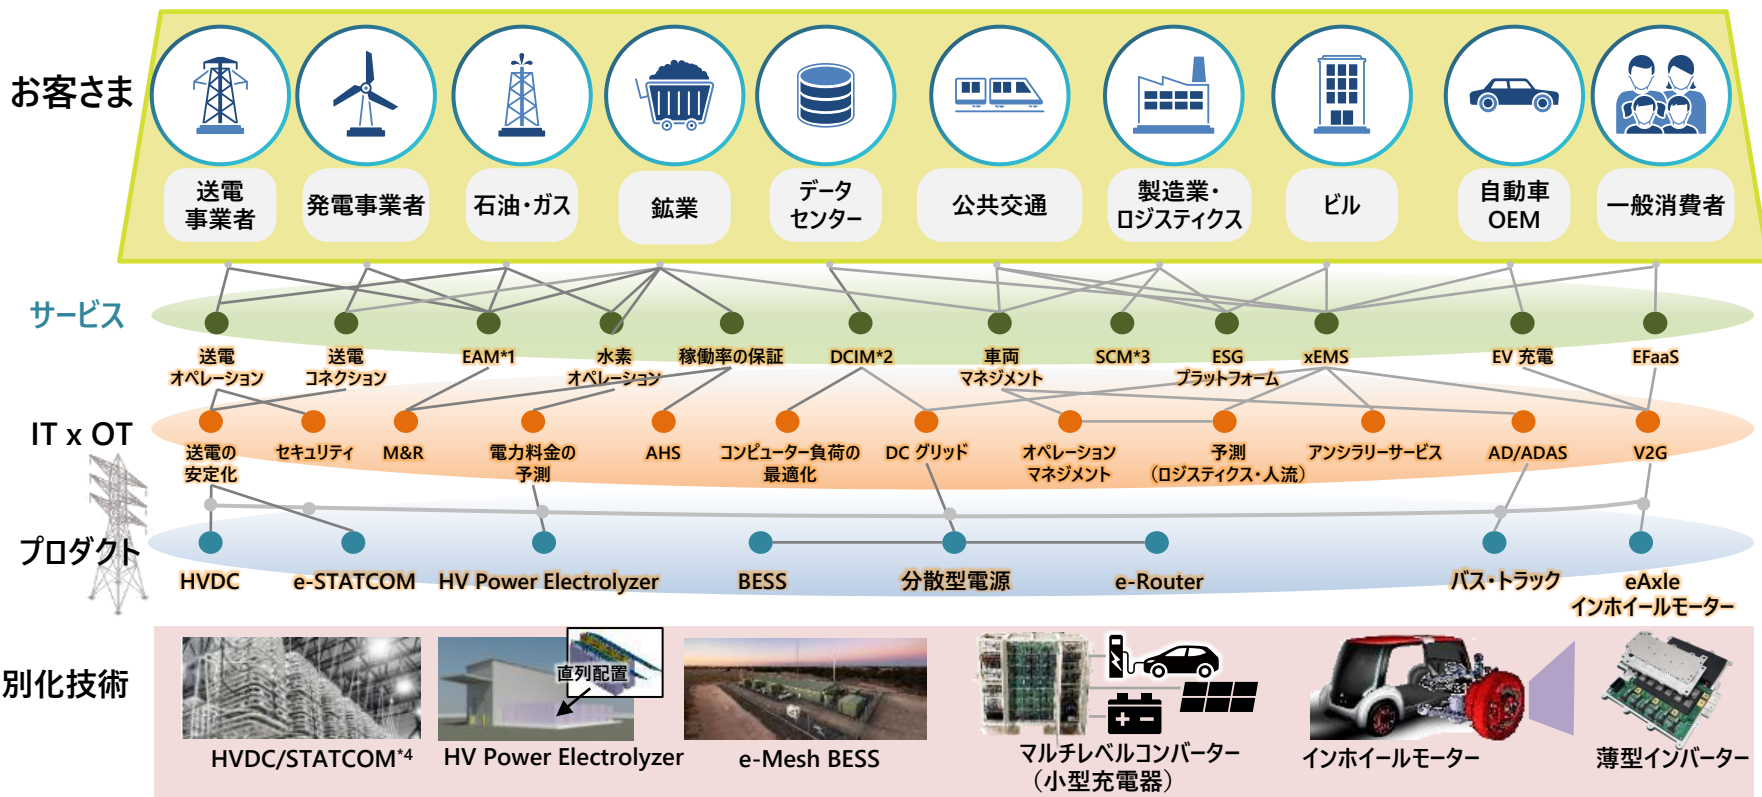 お客さま
送電
事業者
発電事業者
石油・ガス
鉱業
データ
センター
公共交通
製造業・
ロジスティクス
ビル
自動車
OEM
一般消費者
サービス
送電
オペレーション
送電
コネクション
EAM*1
水素
オペレーション
稼働率の保証
DCIM*2
車両
マネジメント
SCM*3
ESG
プラットフォーム
xEMS
EV 充電
EFaaS
IT x OT
送電の
安定化
セキュリティ
M&R
電力料金の
予測
AHS
コンピューター負荷の
最適化
DC グリッド
オペレーション
マネジメント
予測
（ロジスティクス・人流）
アンシラリーサービス
AD/ADAS
V2G
プロダクト
HVDC
e-STATCOM
HV Power Electrolyzer
BESS
分散型電源
e-Router
バス・トラック
eAxle
インホイールモーター
別化技術
直列配置
HVDC/STATCOM*4
HV Power Electrolyzer
e-Mesh BESS
マルチレベルコンバーター
（小型充電器）
インホイールモーター
薄型インバーター